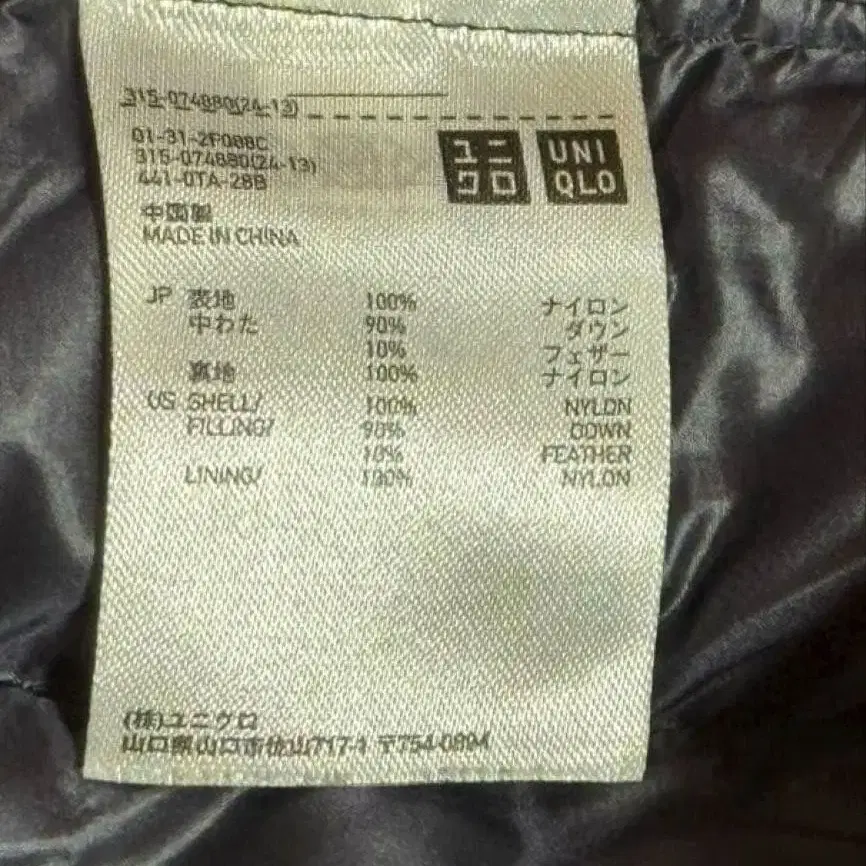 315-074880(24-13)
01-31-2F088C
315-074880(24-13)
441-0TA-28B
ユニクロ
UNIQLO
中国製
MADE IN CHINA
JP 表地 100% ナイロン
中わた 90% ダウン
10% フェザー
裏地 100% ナイロン
US SHELL/ 100% NYLON
FILLING/ 90% DOWN
10% FEATHER
LINING/ 100% NYLON
(株)ユニクロ
山口県山口市佐山717-1 〒754-0894